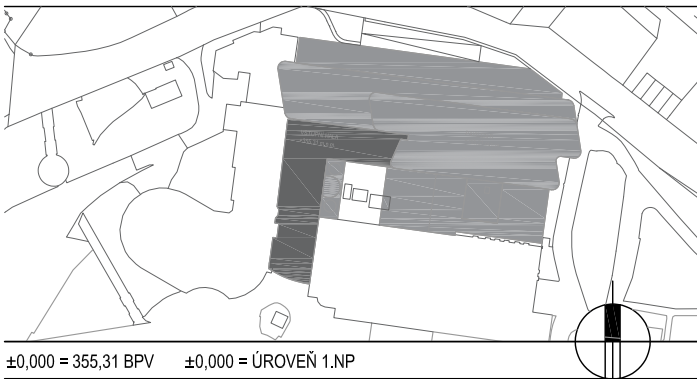 ±0,000 = 355,31 BPV ±0,000 = ÚROVEŇ 1.NP